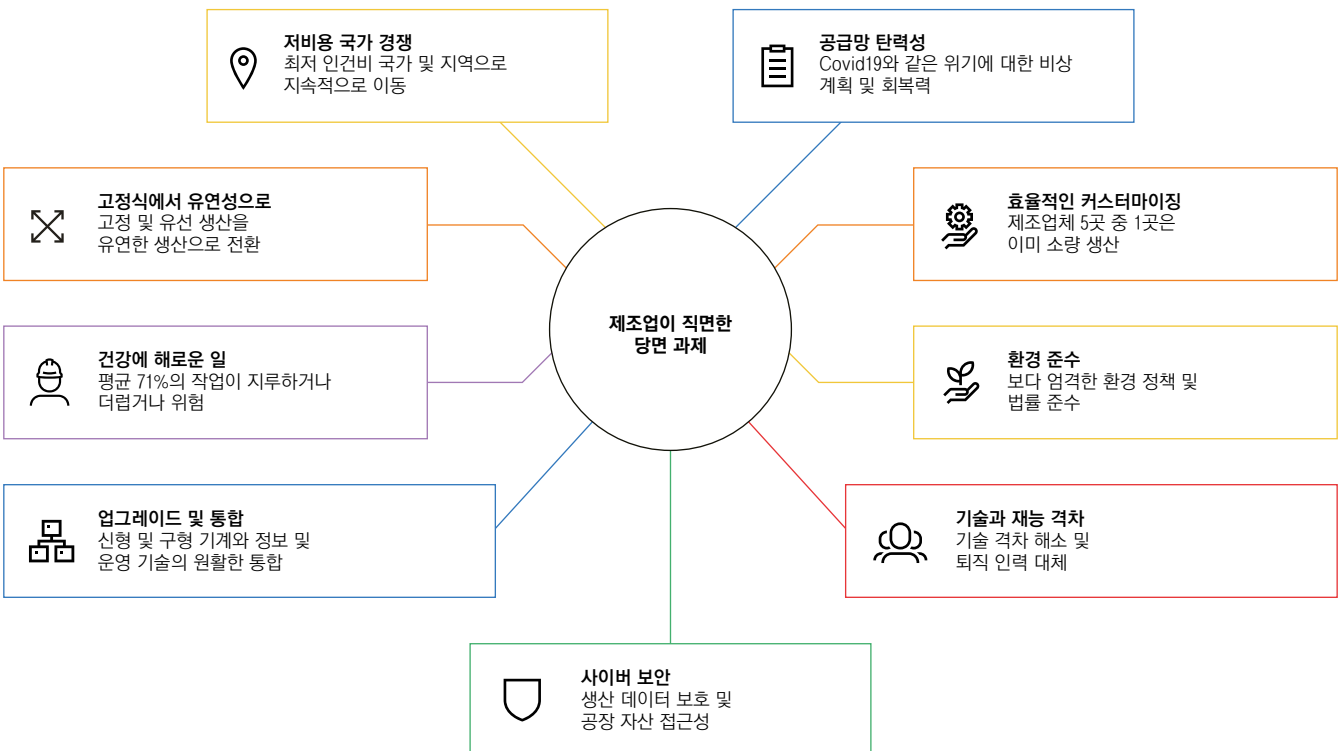 저비용 국가 경쟁
최저 인건비 국가 및 지역으로
지속적으로 이동
공급망 탄력성
Covid19와 같은 위기에 대한 비상
계획 및 회복력
고정식에서 유연성으로
고정 및 유선 생산을
유연한 생산으로 전환
효율적인 커스터마이징
제조업체 5곳 중 1곳은
이미 소량 생산
제조업이 직면한
당면 과제
건강에 해로운 일
평균 71%의 작업이 지루하거나
더럽거나 위험
환경 준수
보다 엄격한 환경 정책 및
법률 준수
업그레이드 및 통합
신형 및 구형 기계와 정보 및
운영 기술의 원활한 통합
기술과 재능 격차
기술 격차 해소 및
퇴직 인력 대체
사이버 보안
생산 데이터 보호 및
공장 자산 접근성